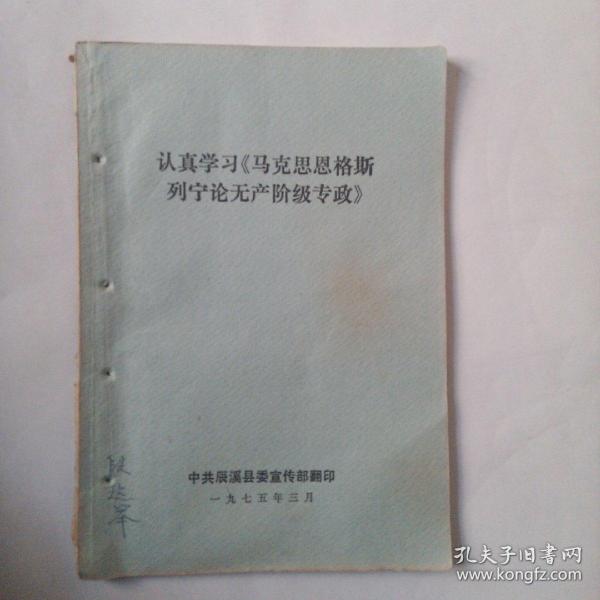 认真学习《马克思恩格斯
列宁论无产阶级专政》
中共辰溪县委宣传部翻印
一九七五年三月
孔夫子旧书网
www.kongfz.com